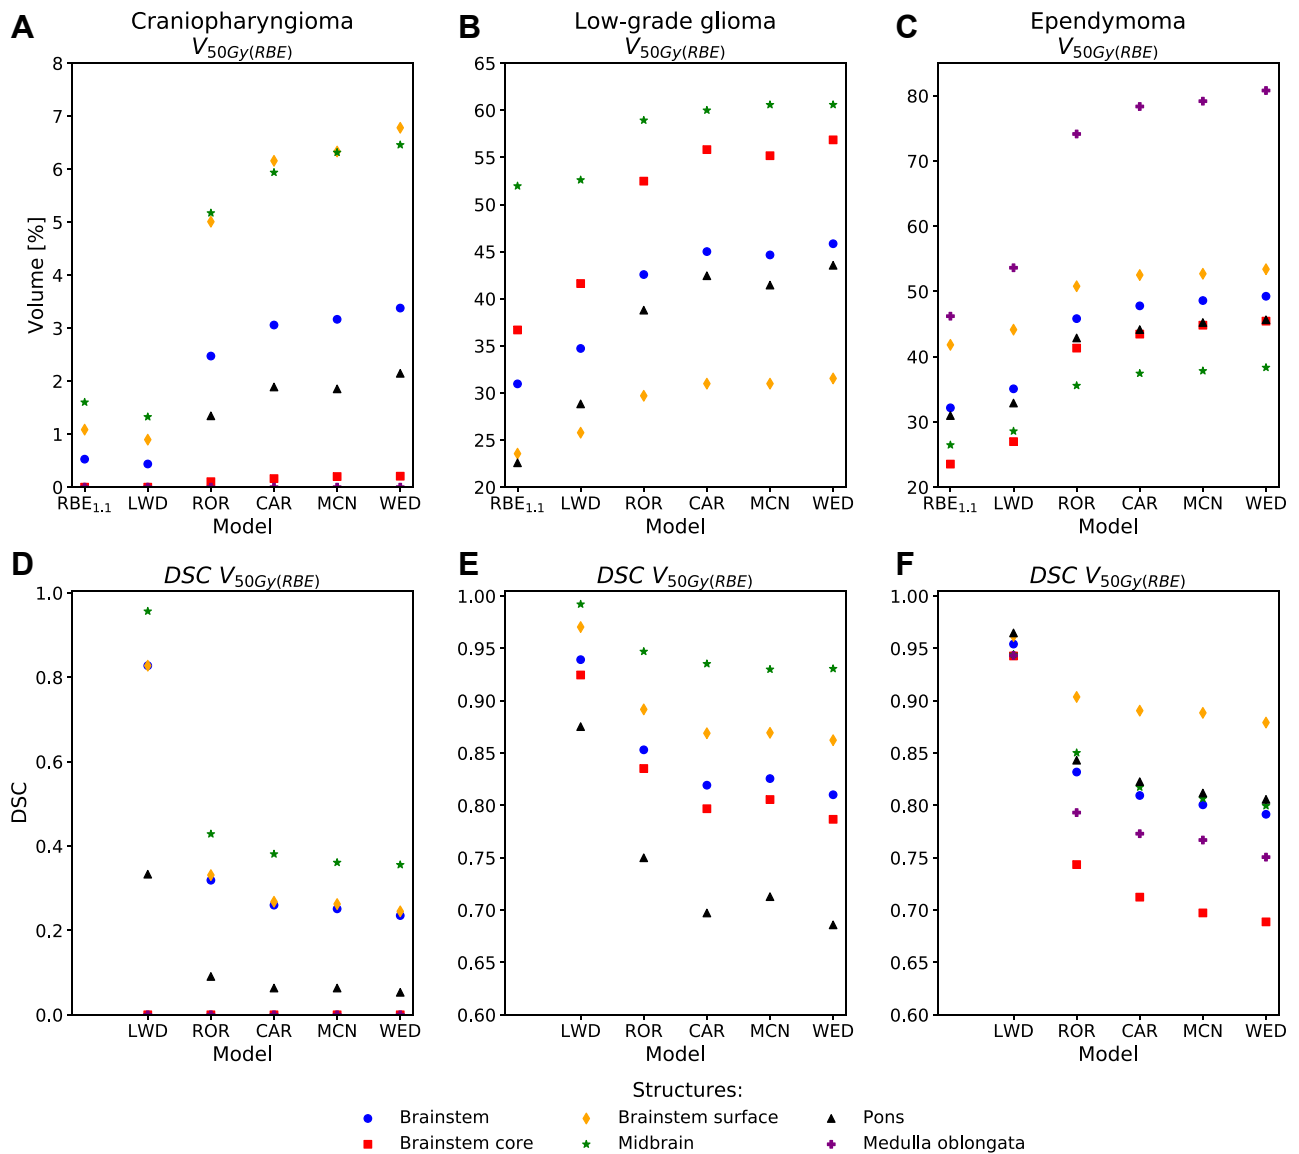 A Craniopharyngioma
V50Gy(RBE)
B Low-grade glioma
V50Gy(RBE)
C Ependymoma
V50Gy(RBE)
Volume [%]
8
7
6
5
4
3
2
1
0
RBE1.1 LWD ROR CAR MCN WED
Model
65
60
55
50
45
40
35
30
25
20
RBE1.1 LWD ROR CAR MCN WED
Model
80
70
60
50
40
30
20
RBE1.1 LWD ROR CAR MCN WED
Model
D DSC V50Gy(RBE)
DSC
1.0
0.8
0.6
0.4
0.2
0.0
LWD ROR CAR MCN WED
Model
E DSC V50Gy(RBE)
1.00
0.95
0.90
0.85
0.80
0.75
0.70
0.65
0.60
LWD ROR CAR MCN WED
Model
F DSC V50Gy(RBE)
1.00
0.95
0.90
0.85
0.80
0.75
0.70
0.65
0.60
LWD ROR CAR MCN WED
Model
Structures:
Brainstem Brainstem surface Pons
Brainstem core Midbrain Medulla oblongata